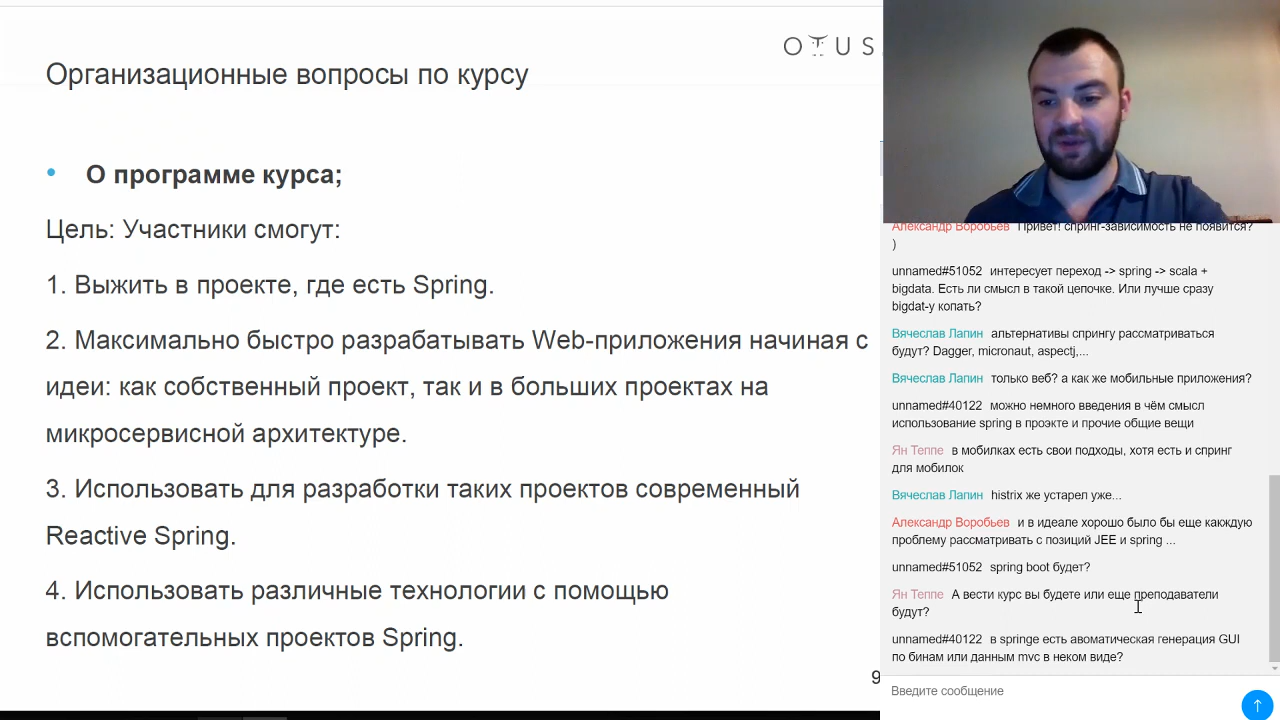 OTUS
Организационные вопросы по курсу
• О программе курса;
Цель: Участники смогут:
1. Выжить в проекте, где есть Spring.
2. Максимально быстро разрабатывать Web-приложения начиная с
идеи: как собственный проект, так и в больших проектах на
микросервисной архитектуре.
3. Использовать для разработки таких проектов современный
Reactive Spring.
4. Использовать различные технологии с помощью
вспомогательных проектов Spring.
9
Александр Воробьев Привет! спринг-зависимость не появится?
)
unnamed#51052 интересует переход -> spring -> scala +
bigdata. Есть ли смысл в такой цепочке. Или лучше сразу
bigdat-у копать?
Вячеслав Лапин альтернативы спрингу рассматриваться
будут? Dagger, micronaut, aspectj,...
Вячеслав Лапин только веб? а как же мобильные приложения?
unnamed#40122 можно немного введения в чём смысл
использование spring в проэкте и прочие общие вещи
Ян Теппе в мобилках есть свои подходы, хотя есть и спринг
для мобилок
Вячеслав Лапин histrix же устарел уже...
Александр Воробьев и в идеале хорошо было бы еще какждую
проблему рассматривать с позиций JEE и spring ...
unnamed#51052 spring boot будет?
Ян Теппе А вести курс вы будете или еще преподаватели
будут?
unnamed#40122 в springe есть авоматическая генерация GUI
по бинам или данным mvc в неком виде?
Введите сообщение